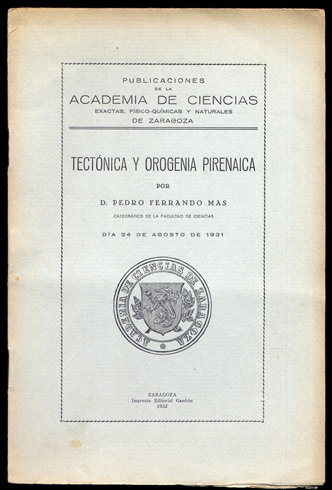 PUBLICACIONES
DE LA
ACADEMIA DE CIENCIAS
EXACTAS, FÍSICO-QUÍMICAS Y NATURALES
DE ZARAGOZA
TECTÓNICA Y OROGENIA PIRENAICA
POR
D. PEDRO FERRANDO MAS
CATEDRÁTICO DE LA FACULTAD DE CIENCIAS
DÍA 24 DE AGOSTO DE 1931
ACADEMIA DE CIENCIAS DE ZARAGOZA
ZARAGOZA
Imprenta Editorial Gambón
1932